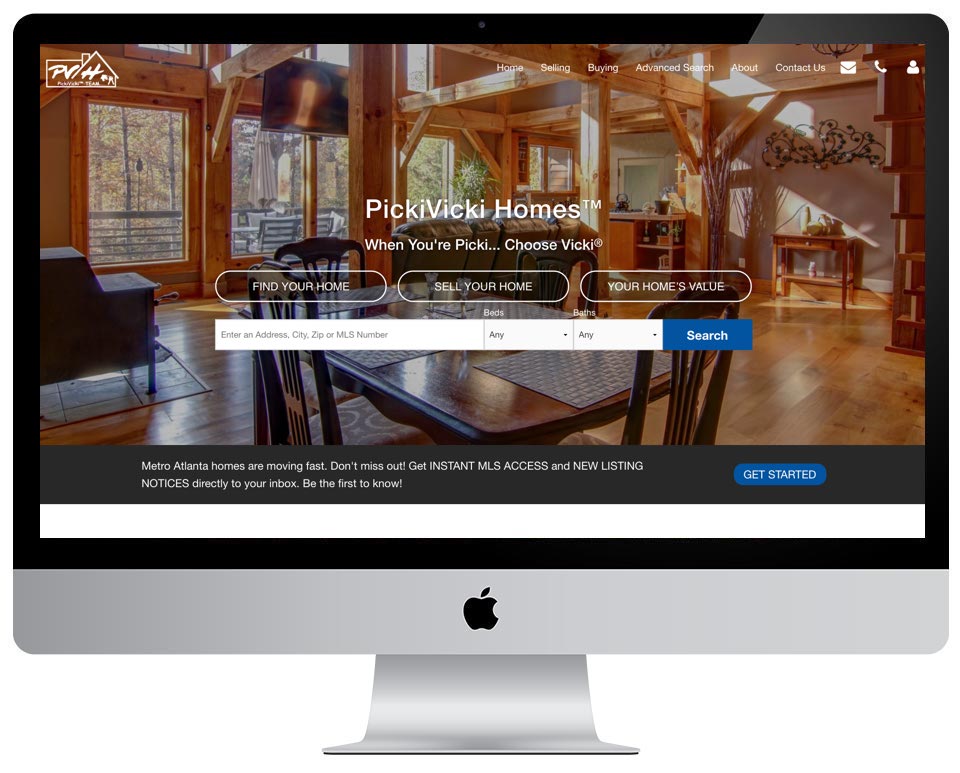 PV/H
PickiVicki™ TEAM
Home Selling Buying Advanced Search About Contact Us
PickiVicki Homes™
When You're Picki... Choose Vicki®
FIND YOUR HOME SELL YOUR HOME YOUR HOME'S VALUE
Beds Baths
Enter an Address, City, Zip or MLS Number Any Any Search
Metro Atlanta homes are moving fast. Don't miss out! Get INSTANT MLS ACCESS and NEW LISTING
NOTICES directly to your inbox. Be the first to know!
GET STARTED